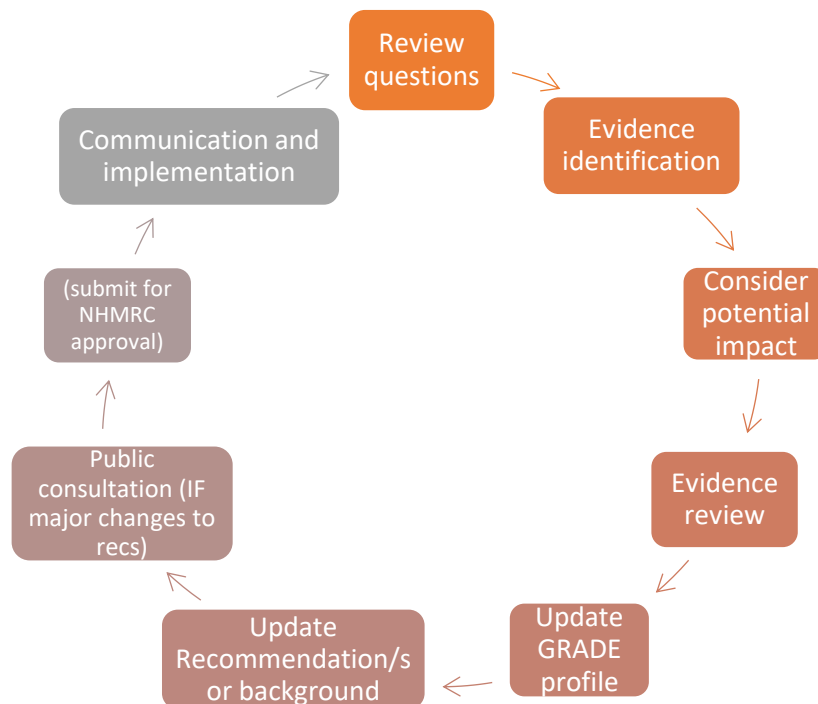 Review
questions
Evidence
identification
Consider
potential
impact
Evidence
review
Update
GRADE
profile
Update
Recommendation/s
or background
Public
consultation (IF
major changes to
recs)
(submit for
NHMRC
approval)
Communication and
implementation